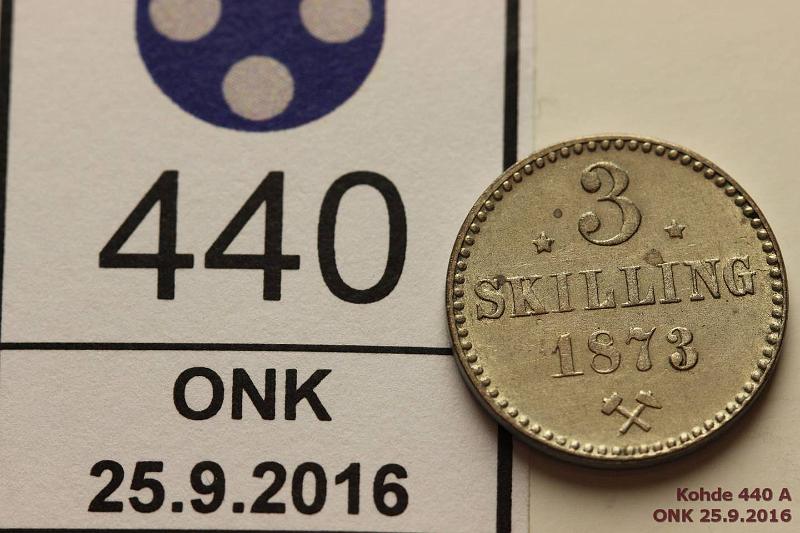 440
ONK
25.9.2016
3
SKILLING
1873
Kohde 440 A
ONK 25.9.2016